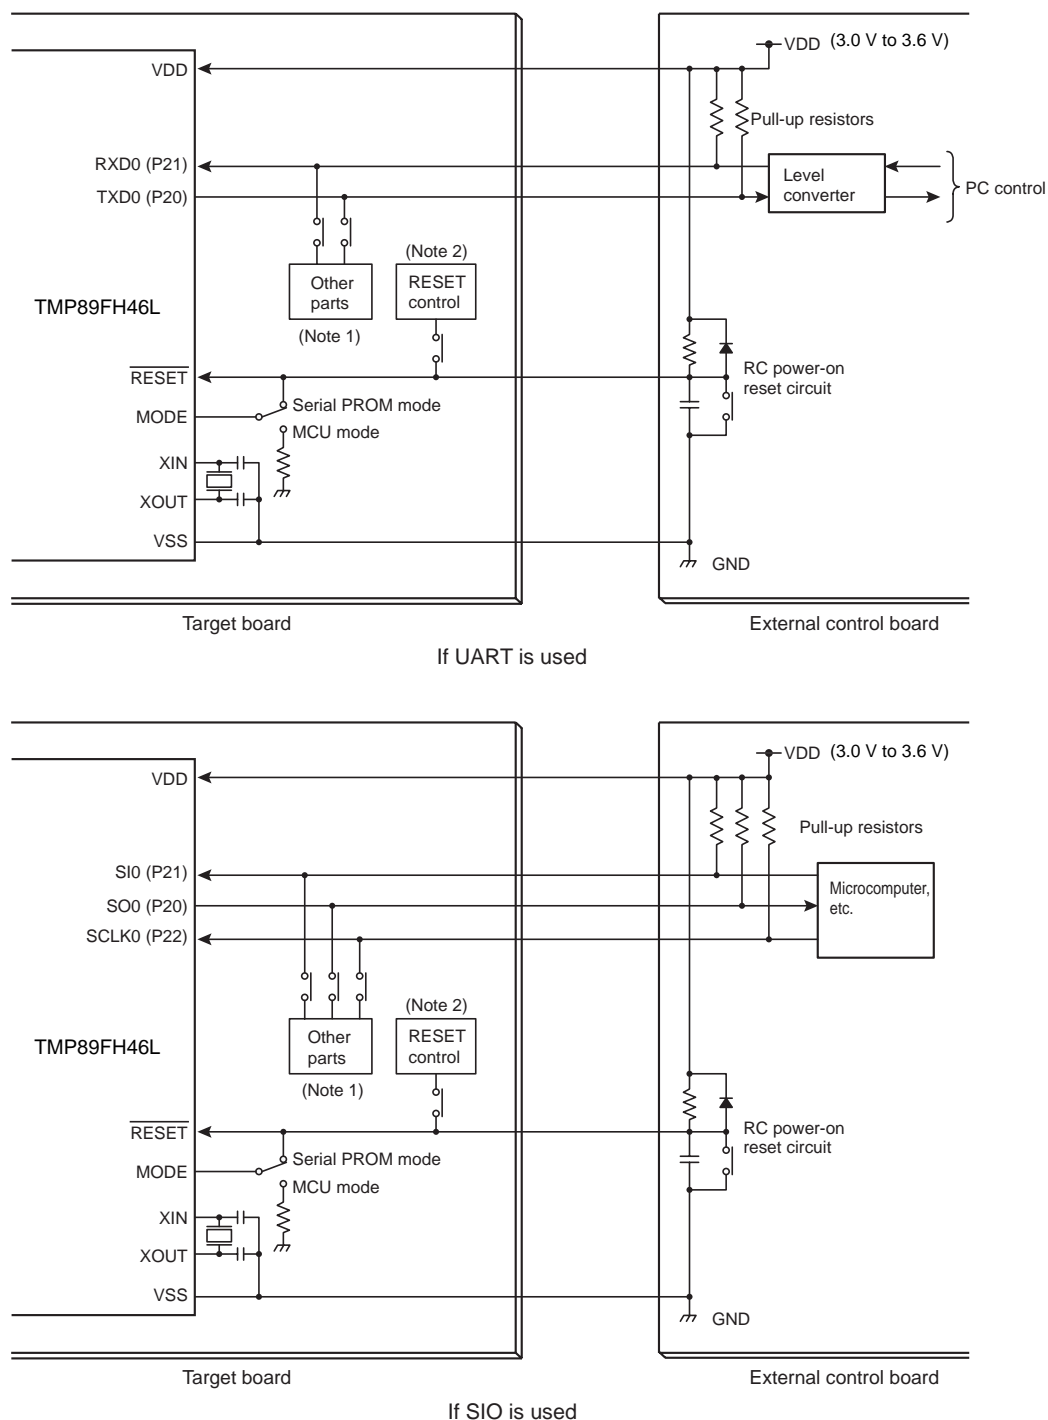 VDD (3.0 V to 3.6 V)
VDD
Pull-up resistors
RXD0 (P21)
TXD0 (P20)
Level
converter
PC control
(Note 2)
Other
parts
RESET
control
TMP89FH46L
(Note 1)
RESET
RC power-on
reset circuit
Serial PROM mode
MODE
MCU mode
XIN
XOUT
VSS
GND
Target board
External control board
If UART is used
VDD (3.0 V to 3.6 V)
VDD
Pull-up resistors
SI0 (P21)
SO0 (P20)
SCLK0 (P22)
Microcomputer,
etc.
(Note 2)
Other
parts
RESET
control
TMP89FH46L
(Note 1)
RESET
RC power-on
reset circuit
Serial PROM mode
MODE
MCU mode
XIN
XOUT
VSS
GND
Target board
External control board
If SIO is used